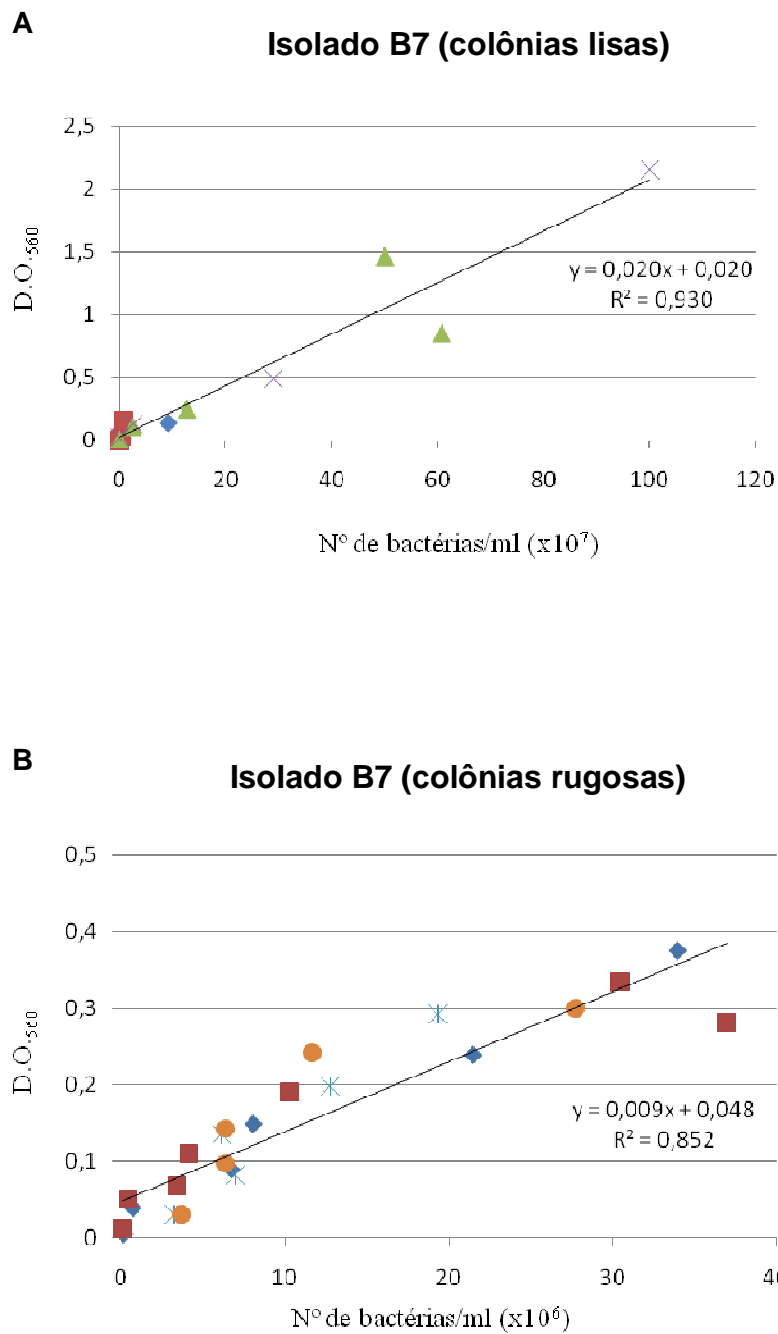 A
Isolado B7 (colônias lisas)
2,5
2
1,5
1
0,5
0
D.O.560
y = 0,020x + 0,020
R² = 0,930
0 20 40 60 80 100 120
Nº de bactérias/ml (x10⁷)
B
Isolado B7 (colônias rugosas)
0,5
0,4
0,3
0,2
0,1
0
D.O.560
y = 0,009x + 0,048
R² = 0,852
0 10 20 30 40
Nº de bactérias/ml (x10⁶)